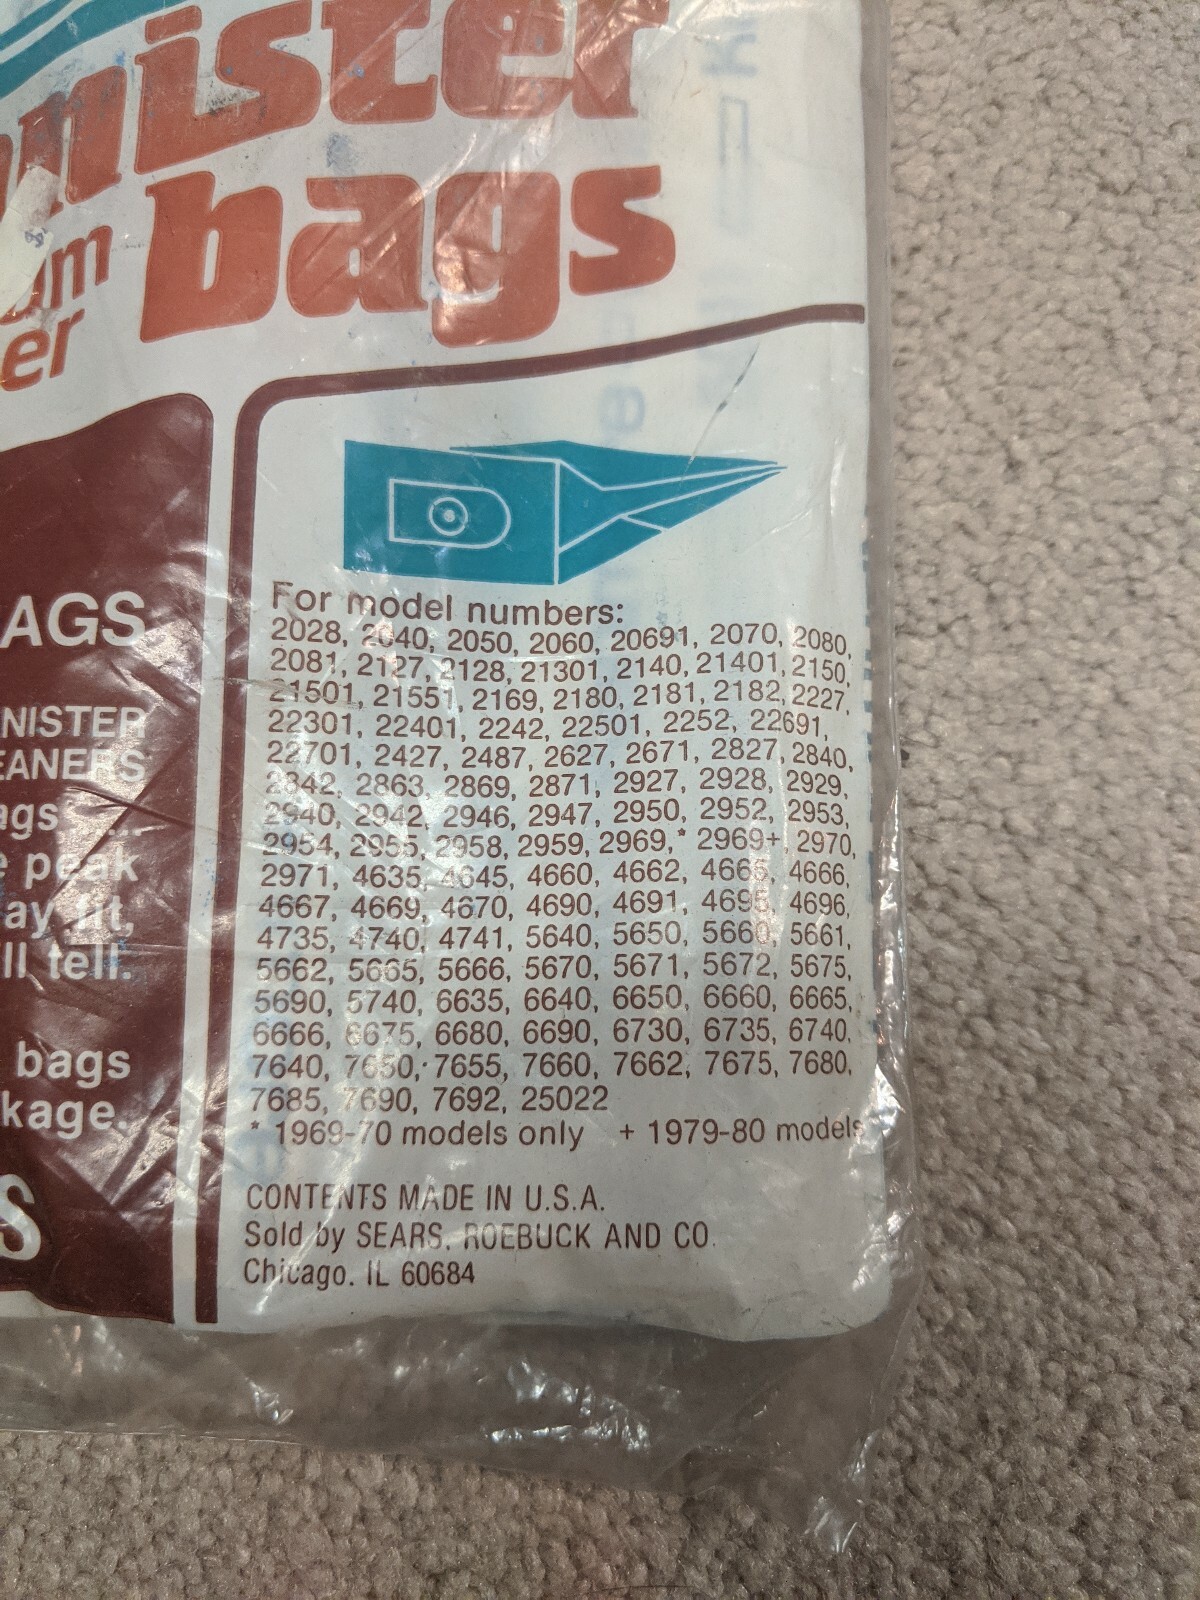 nister
bags
om
er
AGS
NISTER
EANERS
ags ...
e peak
ay fit,
ll tell.
bags
kage.
S
For model numbers:
2028, 2040, 2050, 2060, 20691, 2070, 2080,
2081, 2127, 2128, 21301, 2140, 21401, 2150,
21501, 21551, 2169, 2180, 2181, 2182, 2227,
22301, 22401, 2242, 22501, 2252, 22691,
22701, 2427, 2487, 2627, 2671, 2827, 2840,
2842, 2863, 2869, 2871, 2927, 2928, 2929,
2940, 2942, 2946, 2947, 2950, 2952, 2953,
2954, 2955, 2958, 2959, 2969,* 2969+, 2970,
2971, 4635, 4645, 4660, 4662, 4665, 4666,
4667, 4669, 4670, 4690, 4691, 4695, 4696,
4735, 4740, 4741, 5640, 5650, 5660, 5661,
5662, 5665, 5666, 5670, 5671, 5672, 5675,
5690, 5740, 6635, 6640, 6650, 6660, 6665,
6666, 6675, 6680, 6690, 6730, 6735, 6740,
7640, 7650, 7655, 7660, 7662, 7675, 7680,
7685, 7690, 7692, 25022
* 1969-70 models only + 1979-80 models
CONTENTS MADE IN U.S.A.
Sold by SEARS, ROEBUCK AND CO.
Chicago, IL 60684